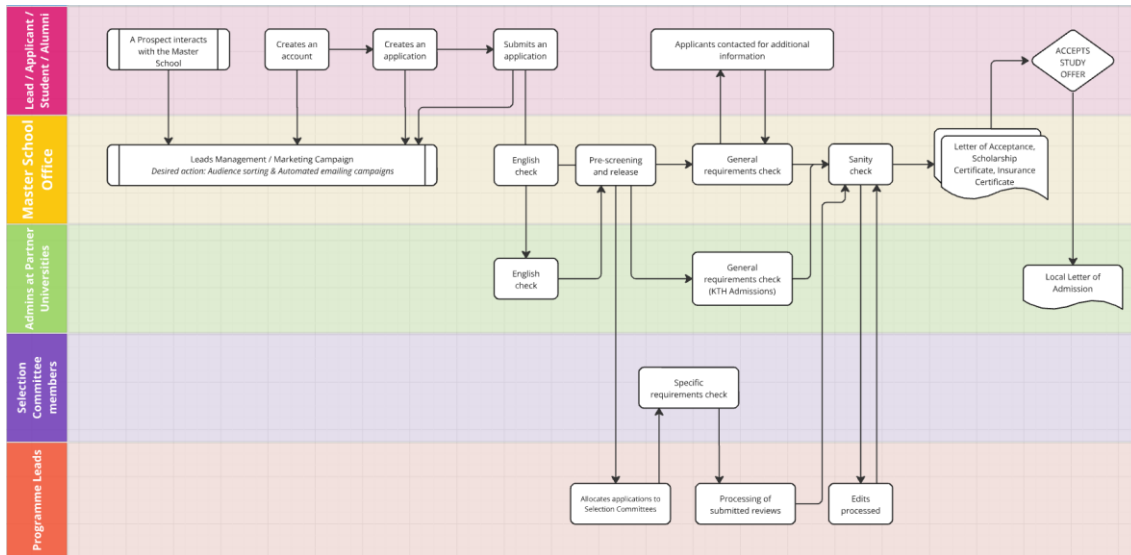 Lead / Applicant /
Student / Alumni
A Prospect interacts
with the Master
School
Creates an
account
Creates an
application
Submits an
application
Applicants contacted for additional
information
ACCEPTS
STUDY
OFFER
Master School
Office
Leads Management / Marketing Campaign
Desired action: Audience sorting & Automated emailing campaigns
English
check
Pre-screening
and release
General
requirements check
Sanity
check
Letter of Acceptance,
Scholarship
Certificate, Insurance
Certificate
Admins at Partner
Universities
English
check
General
requirements check
(KTH Admissions)
Local Letter of
Admission
Selection
Committee
members
Specific
requirements check
Programme Leads
Allocates applications to
Selection Committees
Processing of
submitted reviews
Edits
processed